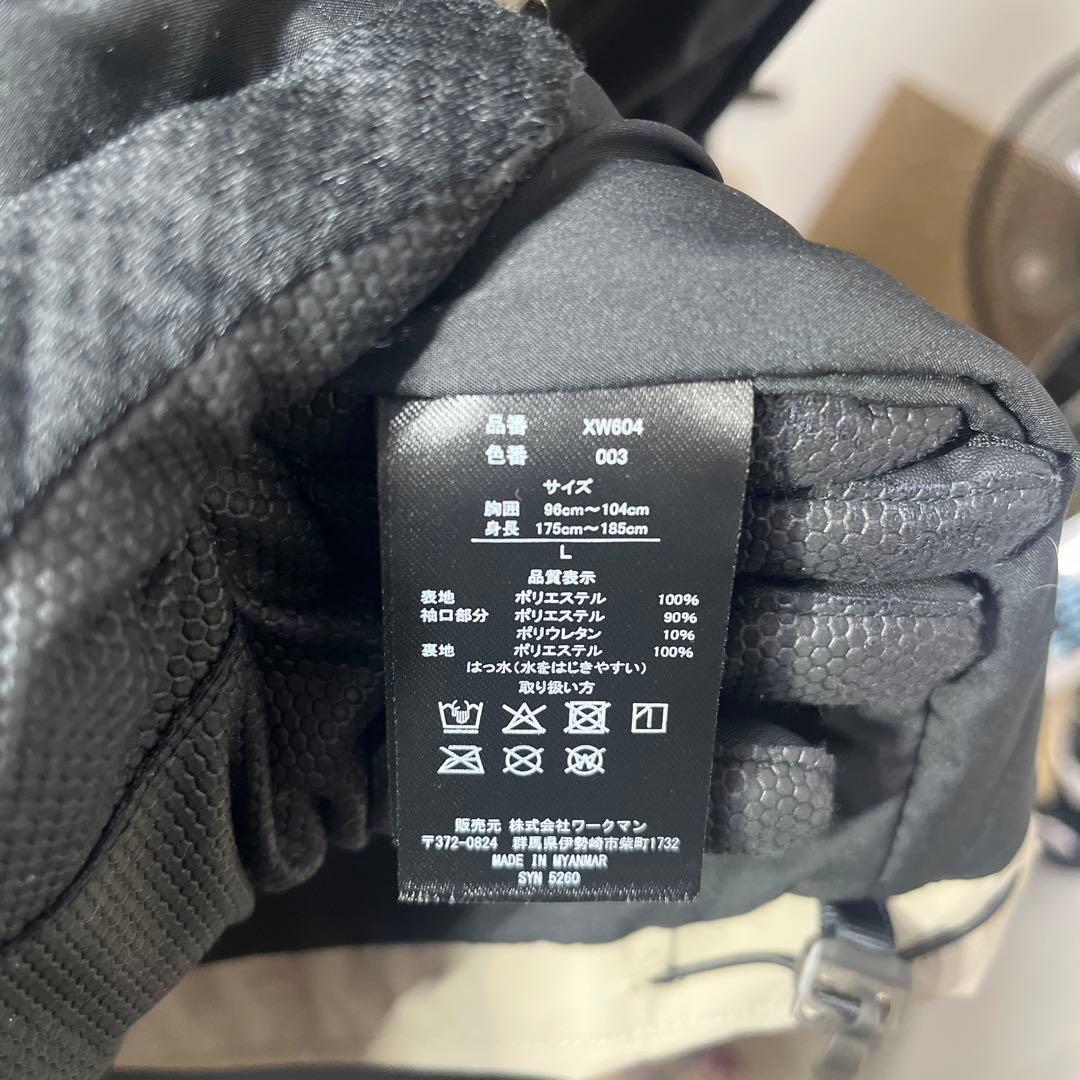 品番 XW604
色番 003
サイズ
胸囲 96cm～104cm
身長 175cm～185cm
L
品質表示
表地 ポリエステル 100%
袖口部分 ポリエステル 90%
ポリウレタン 10%
裏地 ポリエステル 100%
はっ水(水をはじきやすい)
取り扱い方
W
販売元 株式会社ワークマン
〒372-0824 群馬県伊勢崎市柴町1732
MADE IN MYANMAR
SYN 5260